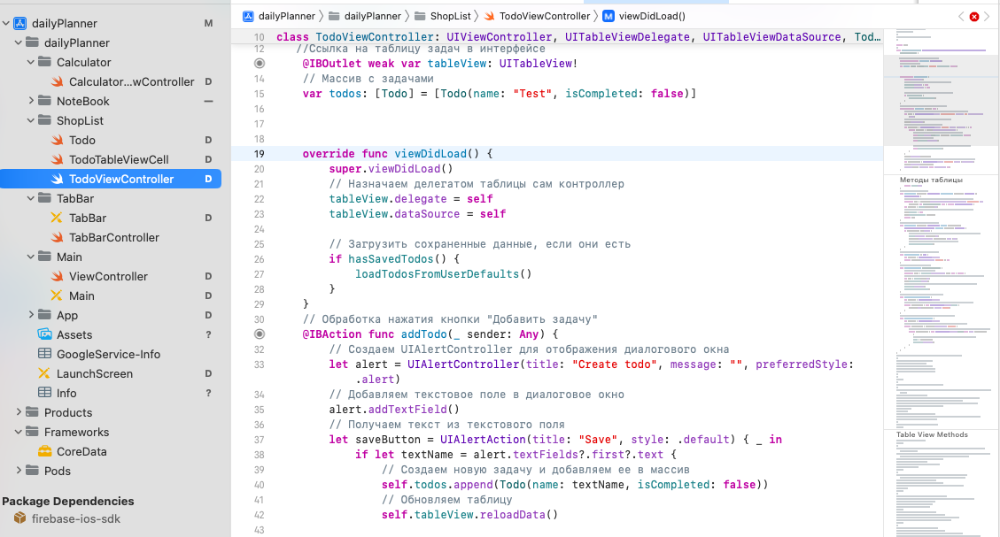 dailyPlanner M
dailyPlanner
Calculator
Calculator...wController D
NoteBook
ShopList
Todo D
TodoTableViewCell D
TodoViewController D
TabBar
TabBar D
TabBarController
Main
ViewController D
Main D
App D
Assets ?
GoogleService-Info
LaunchScreen D
Info ?
Products
Frameworks
CoreData
Pods
Package Dependencies
firebase-ios-sdk
dailyPlanner dailyPlanner ShopList TodoViewController M viewDidLoad()
10 class TodoViewController: UIViewController, UITableViewDelegate, UITableViewDataSource, Tod…
12 //Ссылка на таблицу задач в интерфейсе
@IBOutlet weak var tableView: UITableView!
14 // Массив с задачами
15 var todos: [Todo] = [Todo(name: "Test", isCompleted: false)]
16
17
18
19 override func viewDidLoad() {
20 super.viewDidLoad()
21 // Назначаем делегатом таблицы сам контроллер
22 tableView.delegate = self
23 tableView.dataSource = self
24
25 // Загрузить сохраненные данные, если они есть
26 if hasSavedTodos() {
27 loadTodosFromUserDefaults()
28 }
29 }
30 // Обработка нажатия кнопки "Добавить задачу"
@IBAction func addTodo(_ sender: Any) {
32 // Создаем UIAlertController для отображения диалогового окна
33 let alert = UIAlertController(title: "Create todo", message: "", preferredStyle:
.alert)
34 // Добавляем текстовое поле в диалоговое окно
35 alert.addTextField()
36 // Получаем текст из текстового поля
37 let saveButton = UIAlertAction(title: "Save", style: .default) { _ in
38 if let textName = alert.textFields?.first?.text {
39 // Создаем новую задачу и добавляем ее в массив
40 self.todos.append(Todo(name: textName, isCompleted: false))
41 // Обновляем таблицу
42 self.tableView.reloadData()
43
Методы таблицы
Table View Methods